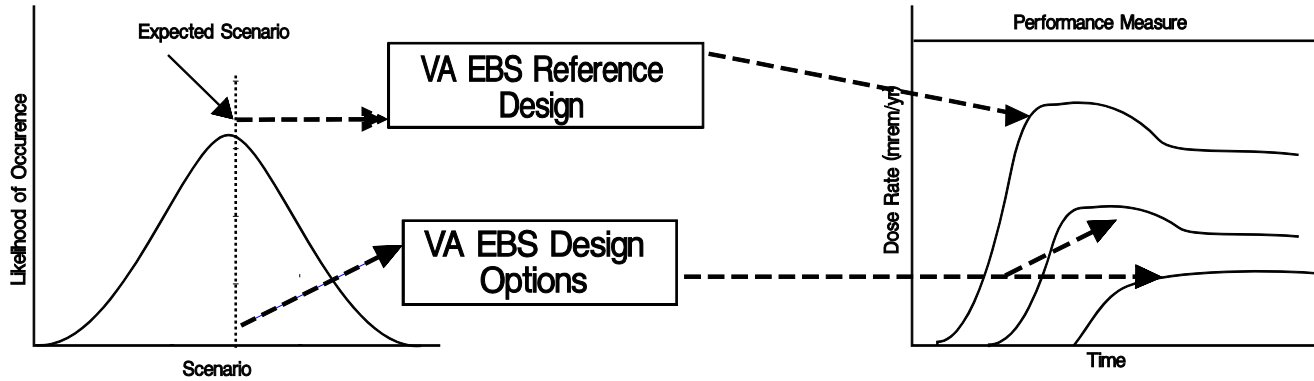 Expected Scenario
Likelihood of Occurence
Scenario
VA EBS Reference
Design
VA EBS Design
Options
Performance Measure
Dose Rate (mrem/yr)
Time